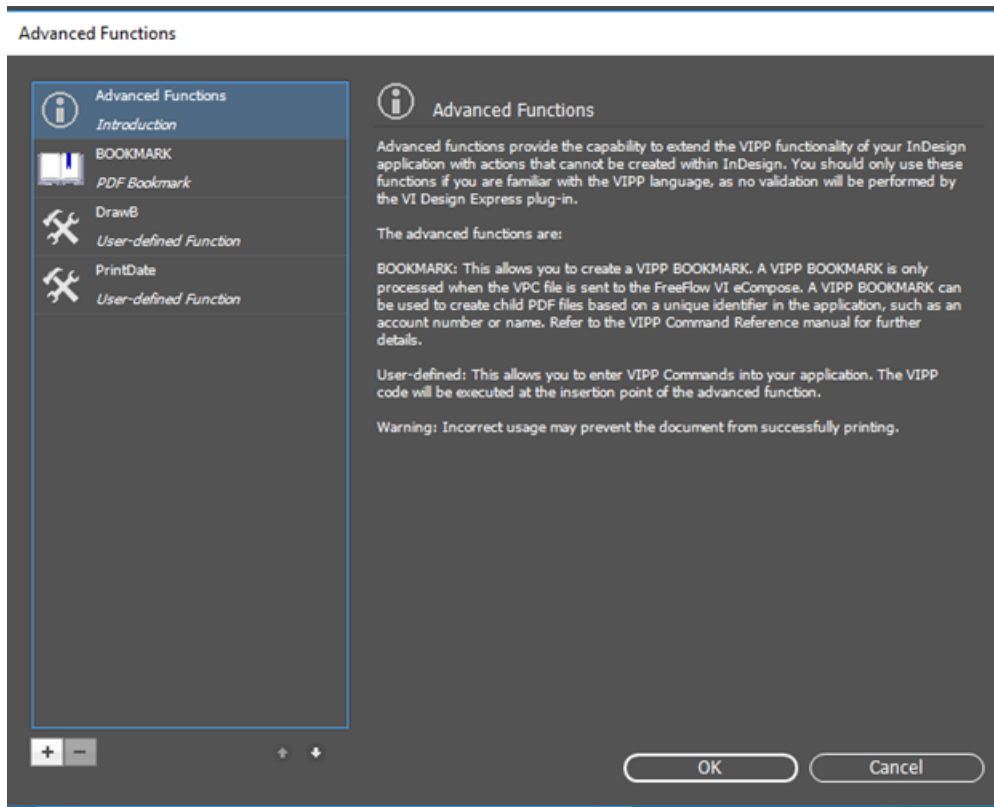 Advanced Functions
Advanced Functions
Introduction
BOOKMARK
PDF Bookmark
DrawB
User-defined Function
PrintDate
User-defined Function
Advanced Functions
Advanced functions provide the capability to extend the VIPP functionality of your InDesign
application with actions that cannot be created within InDesign. You should only use these
functions if you are familiar with the VIPP language, as no validation will be performed by
the VI Design Express plug-in.
The advanced functions are:
BOOKMARK: This allows you to create a VIPP BOOKMARK. A VIPP BOOKMARK is only
processed when the VPC file is sent to the FreeFlow VI eCompose. A VIPP BOOKMARK can
be used to create child PDF files based on a unique identifier in the application, such as an
account number or name. Refer to the VIPP Command Reference manual for further
details.
User-defined: This allows you to enter VIPP Commands into your application. The VIPP
code will be executed at the insertion point of the advanced function.
Warning: Incorrect usage may prevent the document from successfully printing.
+ −
OK
Cancel